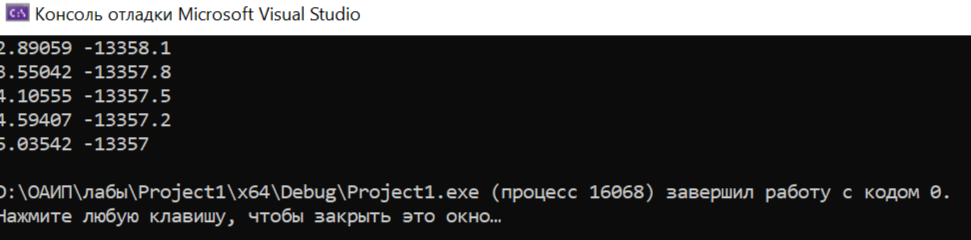 Консоль отладки Microsoft Visual Studio
2.89059 -13358.1
3.55042 -13357.8
4.10555 -13357.5
4.59407 -13357.2
5.03542 -13357
D:\ОАИП\лабы\Project1\x64\Debug\Project1.exe (процесс 16068) завершил работу с кодом 0.
Нажмите любую клавишу, чтобы закрыть это окно…